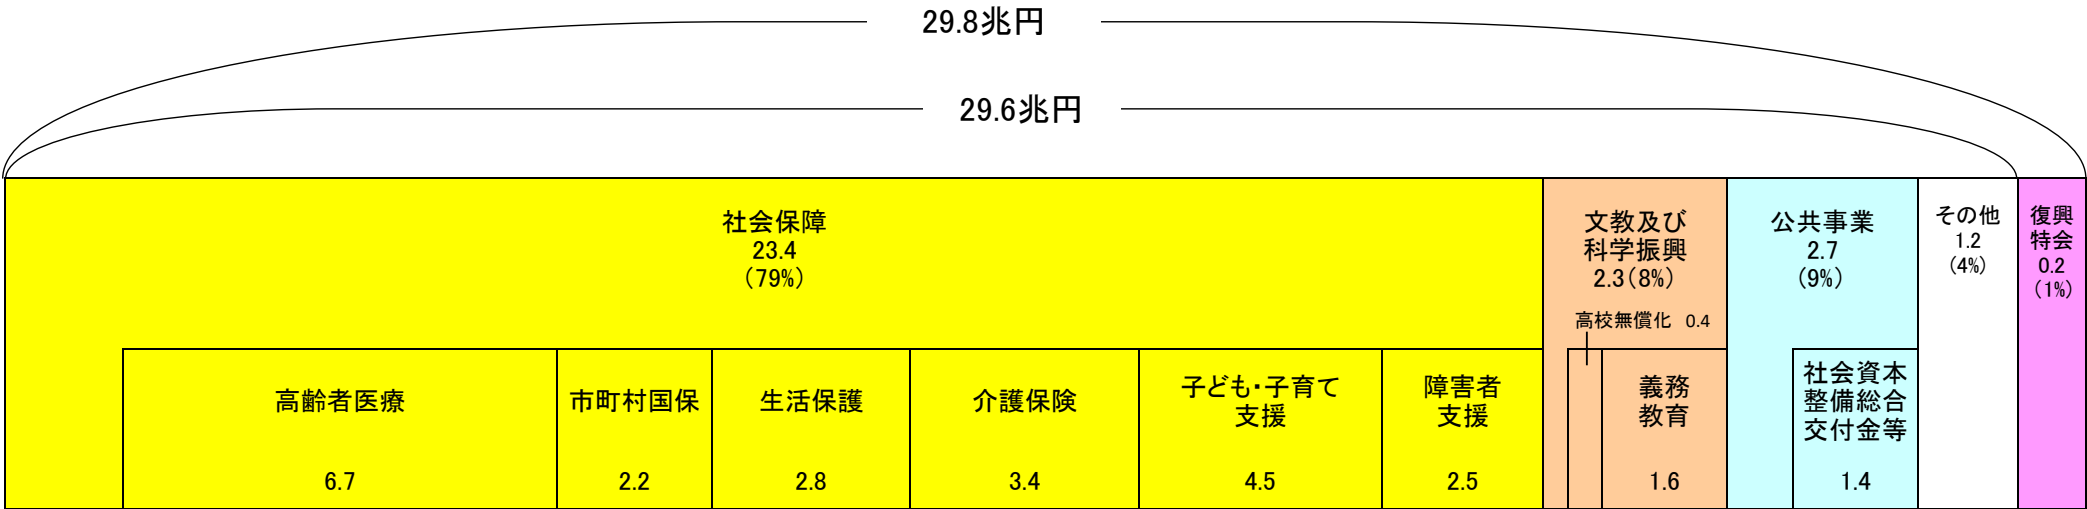 29.8兆円
29.6兆円
社会保障
23.4
(79%)
文教及び
科学振興
2.3(8%)
公共事業
2.7
(9%)
その他
1.2
(4%)
復興
特会
0.2
(1%)
高校無償化 0.4
高齢者医療
6.7
市町村国保
2.2
生活保護
2.8
介護保険
3.4
子ども・子育て
支援
4.5
障害者
支援
2.5
義務
教育
1.6
社会資本
整備総合
交付金等
1.4